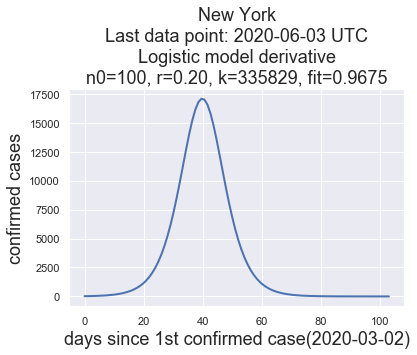 New York
Last data point: 2020-06-03 UTC
Logistic model derivative
n0=100, r=0.20, k=335829, fit=0.9675
17500
15000
12500
10000
7500
5000
2500
0
confirmed cases
0 20 40 60 80 100
days since 1st confirmed case(2020-03-02)